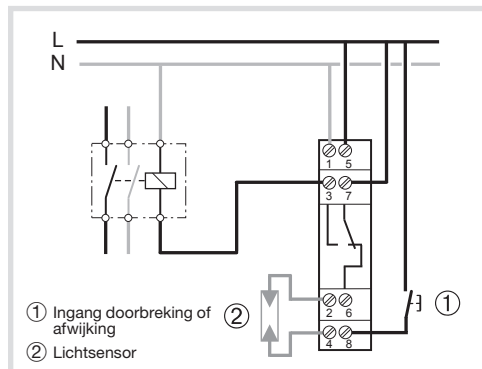 L
N
1 5
3 7
2 6
4 8
①
②
① Ingang doorbreking of
afwijking
② Lichtsensor